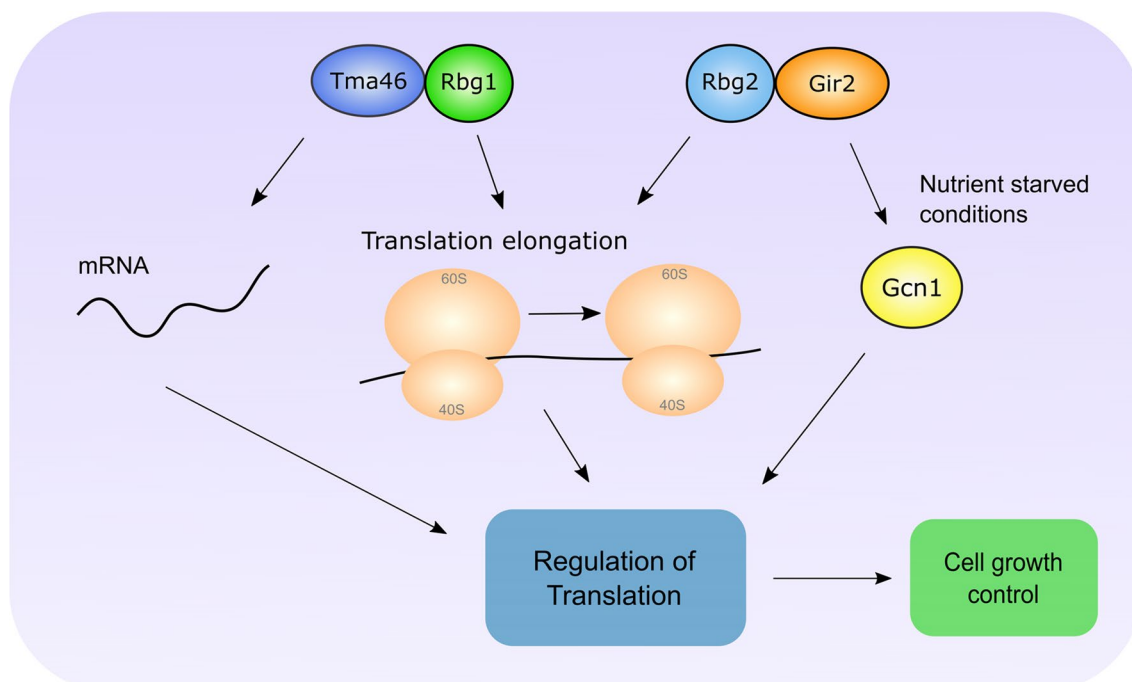 Tma46
Rbg1
Rbg2
Gir2
Nutrient starved
conditions
Translation elongation
mRNA
60S
60S
Gcn1
40S
40S
Regulation of
Translation
Cell growth
control